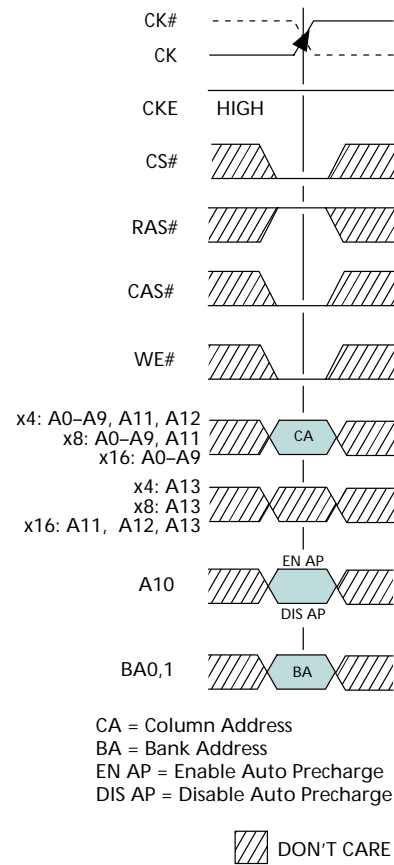 CK#
CK
CKE HIGH
CS#
RAS#
CAS#
WE#
x4: A0–A9, A11, A12
x8: A0–A9, A11
x16: A0–A9
CA
x4: A13
x8: A13
x16: A11, A12, A13
EN AP
A10
DIS AP
BA0,1 BA
CA = Column Address
BA = Bank Address
EN AP = Enable Auto Precharge
DIS AP = Disable Auto Precharge
DON'T CARE